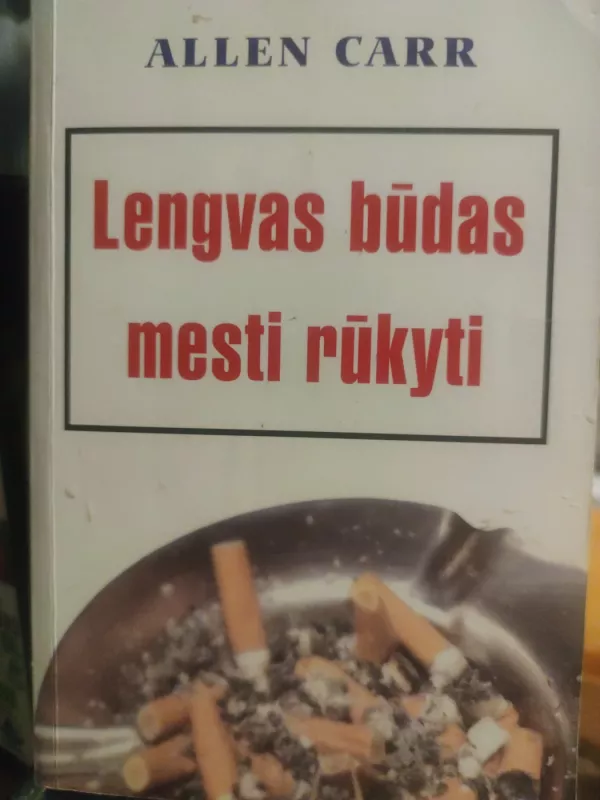 ALLEN CARR
Lengvas būdas
mesti rūkyti